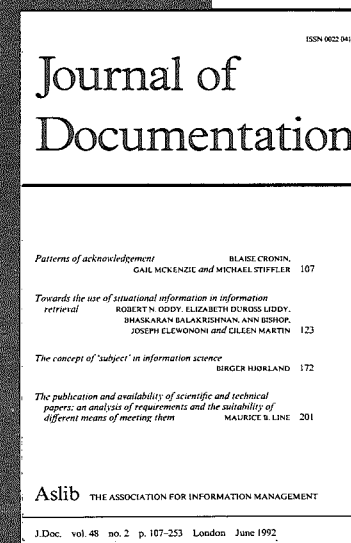 ISSN 0022 041
Journal of
Documentation
Patterns of acknowledgement BLAISE CRONIN,
GAIL MCKENZIE and MICHAEL STIFFLER 107
Towards the use of situational information in information
retrieval ROBERT N. ODDY, ELIZABETH DUROSS LIDDY,
BHASKARAN BALAKRISHNAN, ANN BISHOP,
JOSEPH ELEWONONI and EILEEN MARTIN 123
The concept of 'subject' in information science
BIRGER HJØRLAND 172
The publication and availability of scientific and technical
papers: an analysis of requirements and the suitability of
different means of meeting them MAURICE B. LINE 201
Aslib THE ASSOCIATION FOR INFORMATION MANAGEMENT
J.Doc. vol. 48 no. 2 p. 107-253 London June 1992